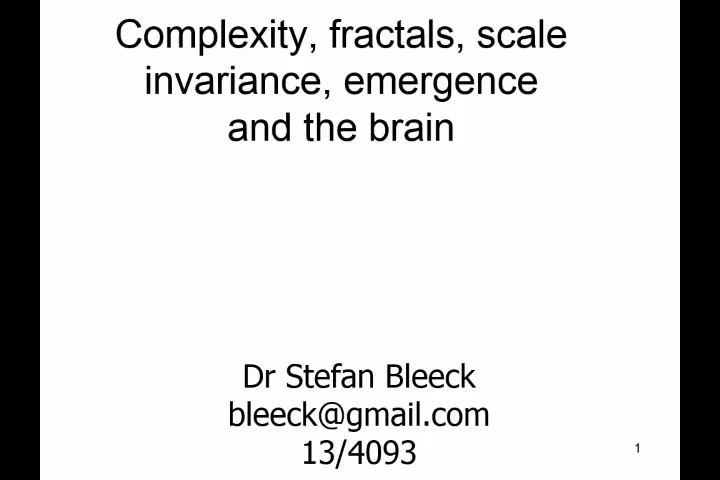 Complexity, fractals, scale
invariance, emergence
and the brain
Dr Stefan Bleeck
bleeck@gmail.com
13/4093
1